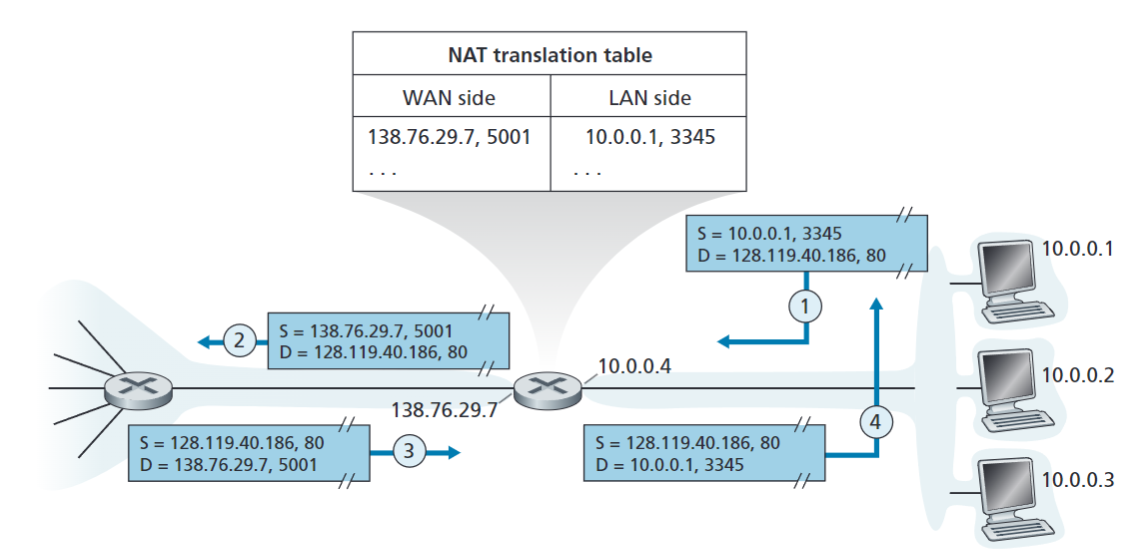 NAT translation table
WAN side
LAN side
138.76.29.7, 5001
10.0.0.1, 3345
. . .
. . .
S = 10.0.0.1, 3345
D = 128.119.40.186, 80
1
10.0.0.1
2
S = 138.76.29.7, 5001
D = 128.119.40.186, 80
10.0.0.4
10.0.0.2
138.76.29.7
S = 128.119.40.186, 80
D = 138.76.29.7, 5001
3
S = 128.119.40.186, 80
D = 10.0.0.1, 3345
4
10.0.0.3